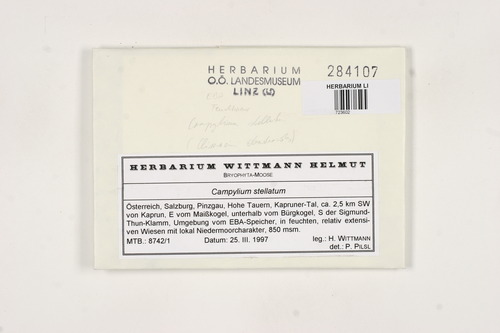 HERBARIUM
O.Ö. LANDESMUSEUM
LINZ (LI)
284107
HERBARIUM LI
723602
Campylium
HERBARIUM WITTMANN HELMUT
BRYOPHYTA-MOOSE
Campylium stellatum
Österreich, Salzburg, Pinzgau, Hohe Tauern, Kapruner-Tal, ca. 2,5 km SW
von Kaprun, E vom Maißkogel, unterhalb vom Bürgkogel, S der Sigmund-
Thun-Klamm, Umgebung vom EBA-Speicher, in feuchten, relativ extensi-
ven Wiesen mit lokal Niedermoorcharakter, 850 msm.
MTB.: 8742/1 Datum: 25. III. 1997 leg.: H. WITTMANN
det.: P. PILSL